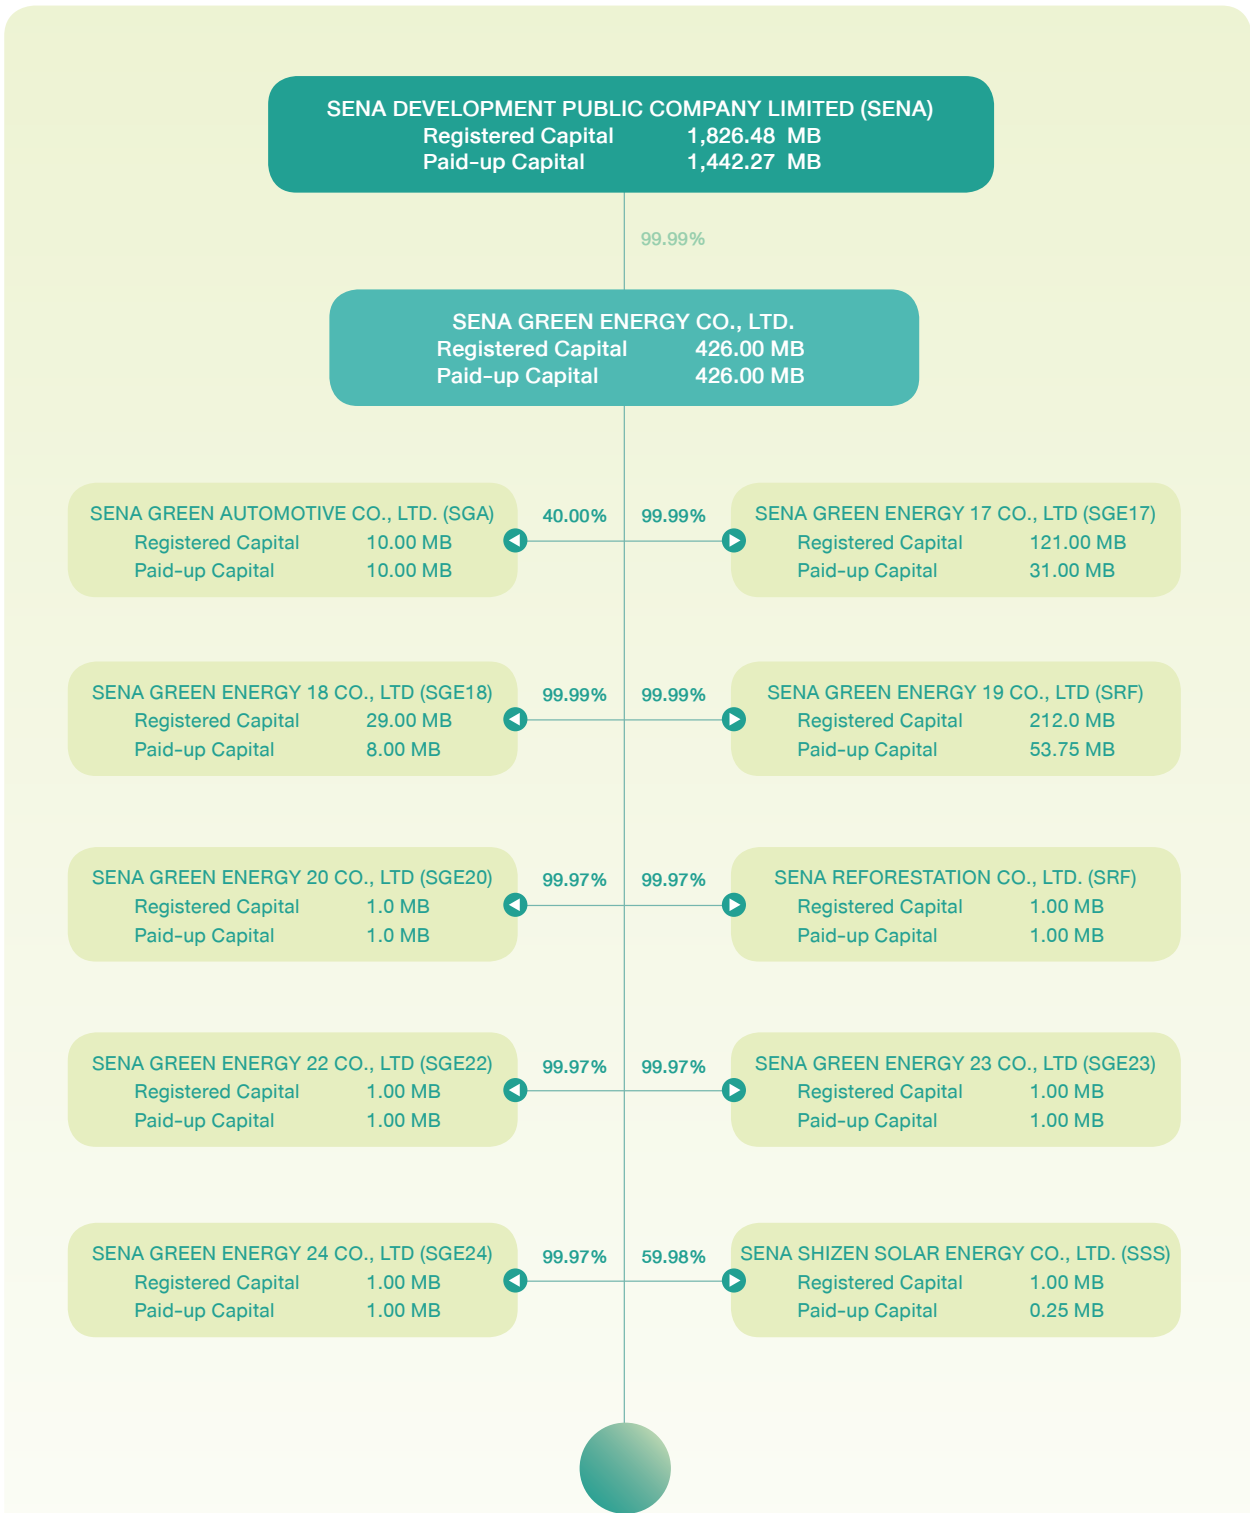 SENA DEVELOPMENT PUBLIC COMPANY LIMITED (SENA)
Registered Capital 1,826.48 MB
Paid-up Capital 1,442.27 MB
99.99%
SENA GREEN ENERGY CO., LTD.
Registered Capital 426.00 MB
Paid-up Capital 426.00 MB
SENA GREEN AUTOMOTIVE CO., LTD. (SGA)
Registered Capital 10.00 MB
Paid-up Capital 10.00 MB
40.00%
99.99%
SENA GREEN ENERGY 17 CO., LTD (SGE17)
Registered Capital 121.00 MB
Paid-up Capital 31.00 MB
SENA GREEN ENERGY 18 CO., LTD (SGE18)
Registered Capital 29.00 MB
Paid-up Capital 8.00 MB
99.99%
99.99%
SENA GREEN ENERGY 19 CO., LTD (SRF)
Registered Capital 212.0 MB
Paid-up Capital 53.75 MB
SENA GREEN ENERGY 20 CO., LTD (SGE20)
Registered Capital 1.0 MB
Paid-up Capital 1.0 MB
99.97%
99.97%
SENA REFORESTATION CO., LTD. (SRF)
Registered Capital 1.00 MB
Paid-up Capital 1.00 MB
SENA GREEN ENERGY 22 CO., LTD (SGE22)
Registered Capital 1.00 MB
Paid-up Capital 1.00 MB
99.97%
99.97%
SENA GREEN ENERGY 23 CO., LTD (SGE23)
Registered Capital 1.00 MB
Paid-up Capital 1.00 MB
SENA GREEN ENERGY 24 CO., LTD (SGE24)
Registered Capital 1.00 MB
Paid-up Capital 1.00 MB
99.97%
59.98%
SENA SHIZEN SOLAR ENERGY CO., LTD. (SSS)
Registered Capital 1.00 MB
Paid-up Capital 0.25 MB